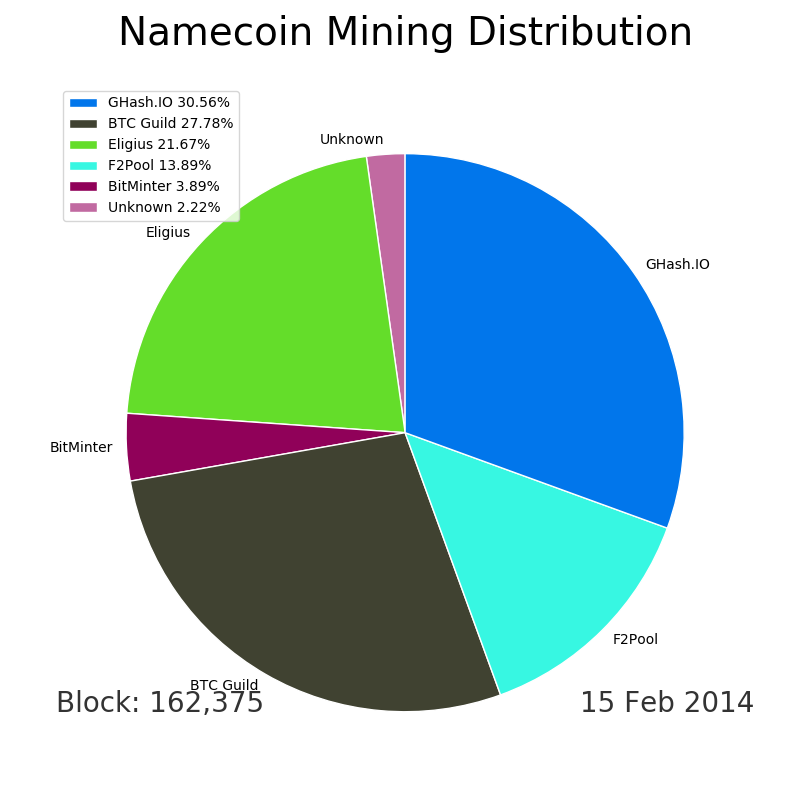 Namecoin Mining Distribution
GHash.IO 30.56%
BTC Guild 27.78%
Eligius 21.67%
F2Pool 13.89%
BitMinter 3.89%
Unknown 2.22%
Unknown
Eligius
GHash.IO
BitMinter
F2Pool
BTC Guild
Block: 162,375
15 Feb 2014